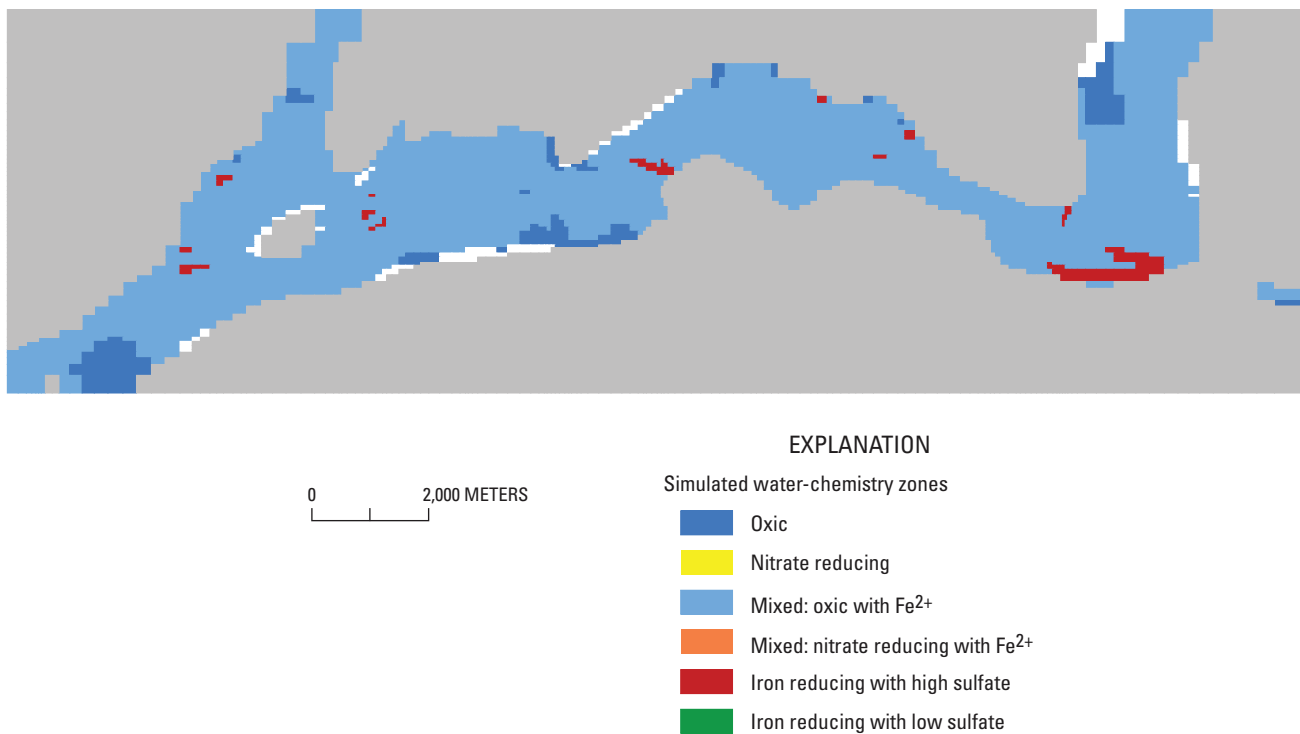 EXPLANATION
0 2,000 METERS
Simulated water-chemistry zones
Oxic
Nitrate reducing
Mixed: oxic with Fe2+
Mixed: nitrate reducing with Fe2+
Iron reducing with high sulfate
Iron reducing with low sulfate